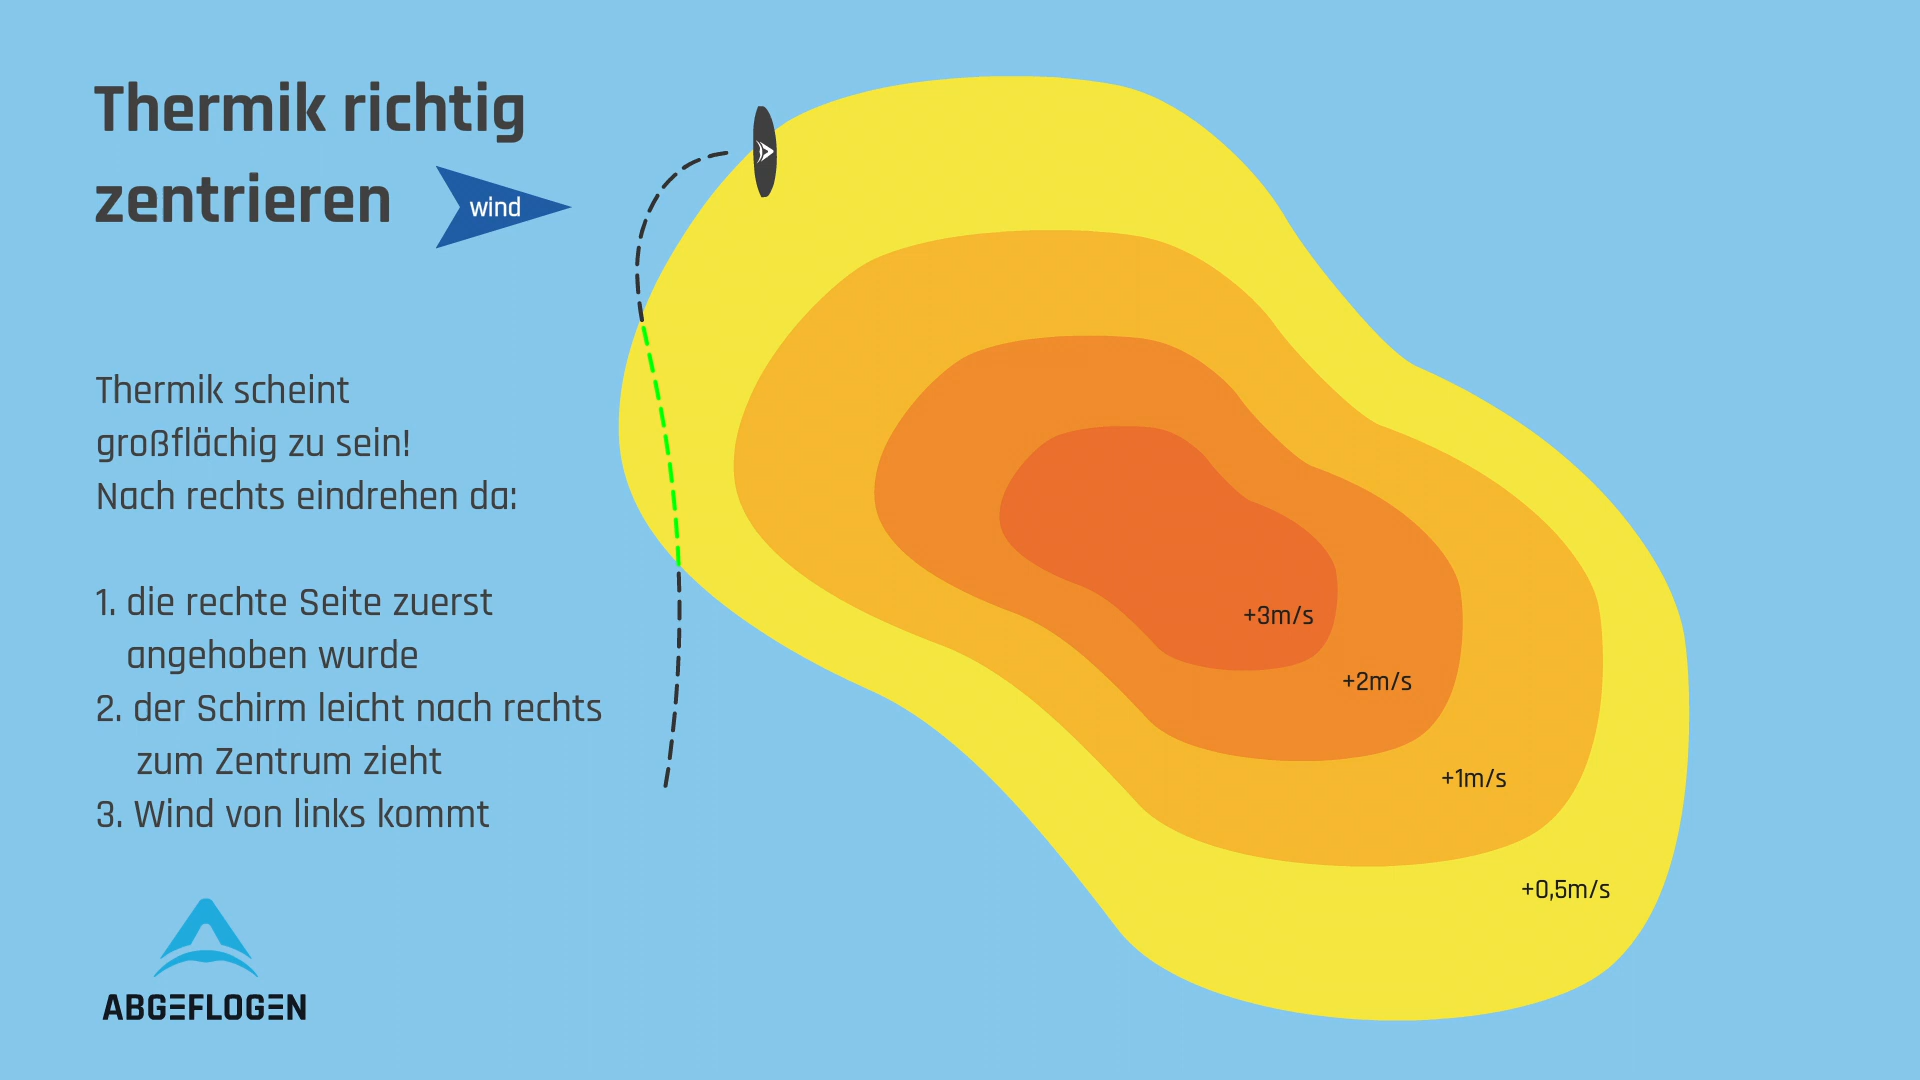 Thermik richtig
zentrieren
wind
Thermik scheint
großflächig zu sein!
Nach rechts eindrehen da:
1. die rechte Seite zuerst
angehoben wurde
2. der Schirm leicht nach rechts
zum Zentrum zieht
3. Wind von links kommt
+3m/s
+2m/s
+1m/s
+0,5m/s
ABGEFLOGEN